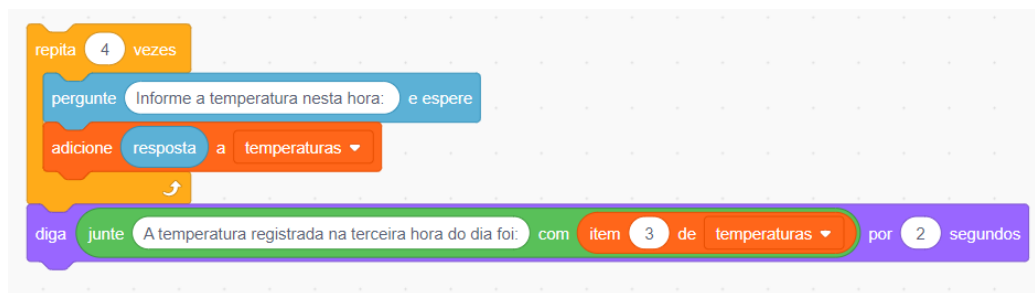 repita 4 vezes
pergunte Informe a temperatura nesta hora: e espere
adicione resposta a temperaturas
diga junte A temperatura registrada na terceira hora do dia foi: com item 3 de temperaturas por 2 segundos